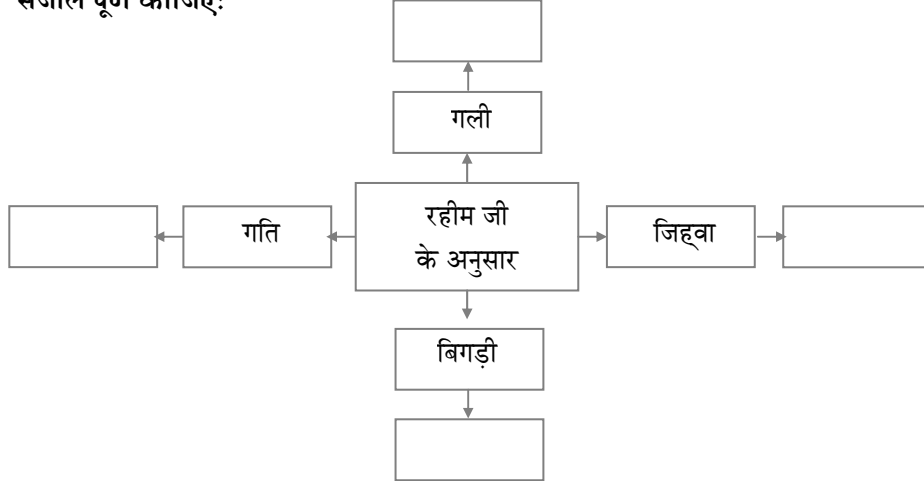 संजाल पूर्ण कीजिए:
गली
गति
रहीम जी
के अनुसार
जिह्वा
बिगड़ी